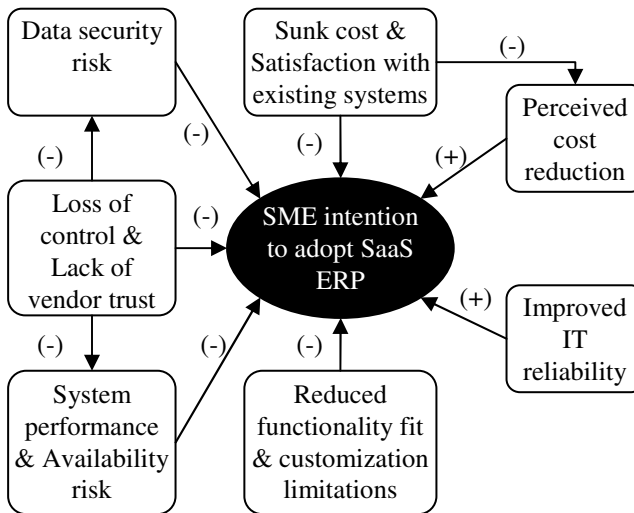 Data security
risk
Sunk cost &
Satisfaction with
existing systems
(-)
Perceived
cost
reduction
(-)
(-)
(-)
(+)
Loss of
control &
Lack of
vendor trust
(-)
SME intention
to adopt SaaS
ERP
(-)
(-)
(-)
(+)
Improved
IT
reliability
System
performance
& Availability
risk
Reduced
functionality fit
& customization
limitations